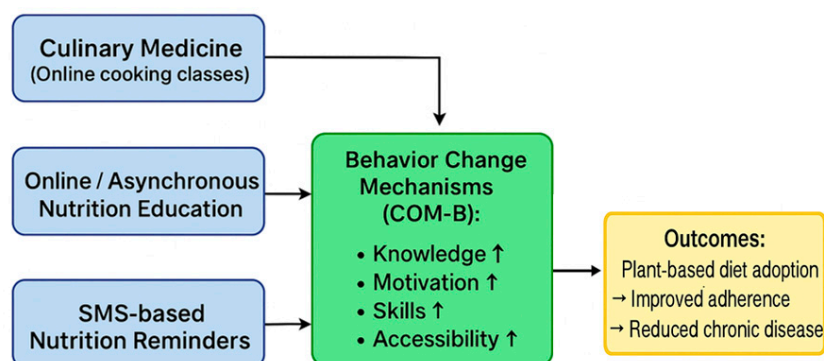 Culinary Medicine
(Online cooking classes)
Online / Asynchronous
Nutrition Education
SMS-based
Nutrition Reminders
Behavior Change
Mechanisms
(COM-B):
• Knowledge ↑
• Motivation ↑
• Skills ↑
• Accessibility ↑
Outcomes:
Plant-based diet adoption
→ Improved adherence
→ Reduced chronic disease